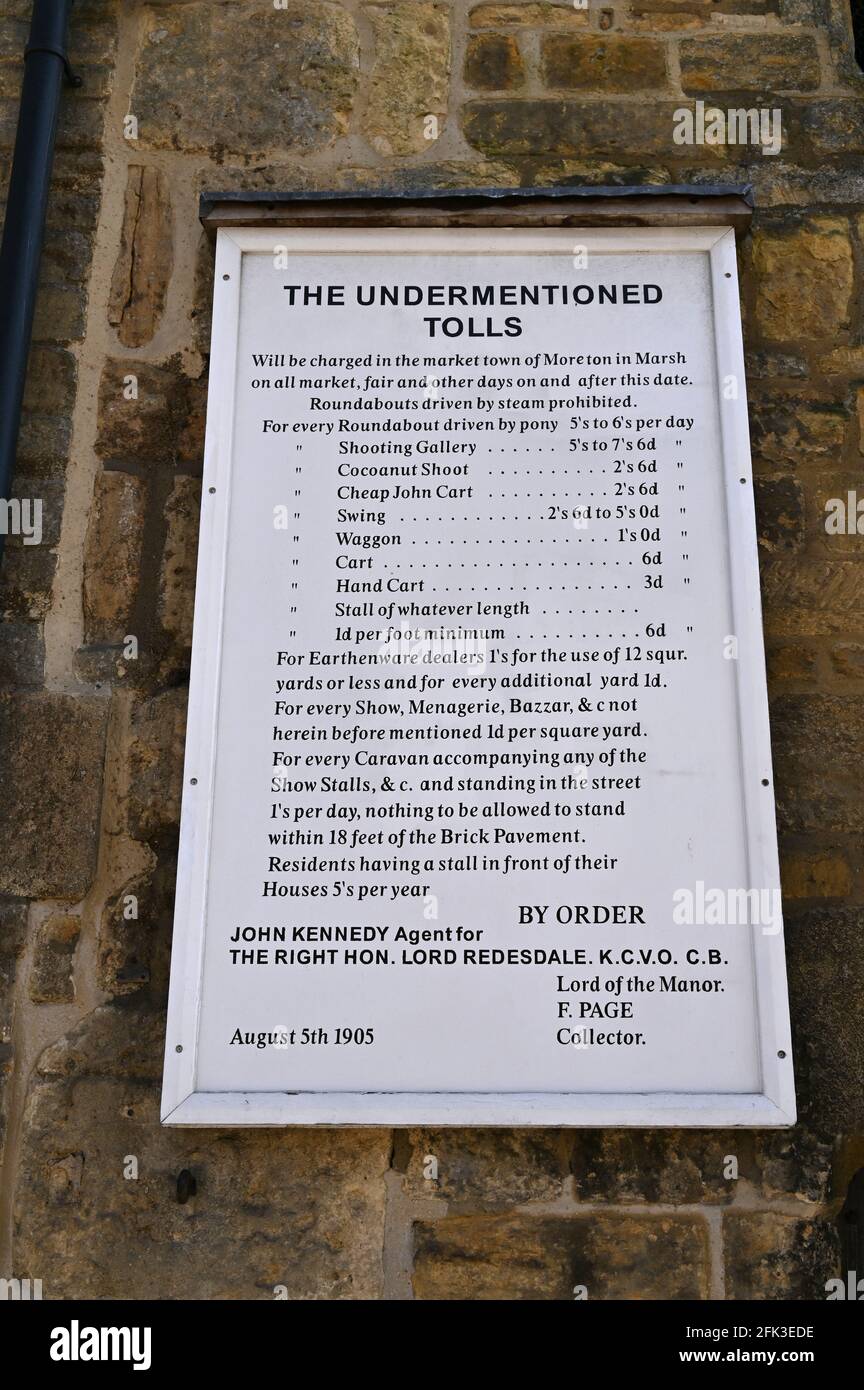 THE UNDERMENTIONED
TOLLS
Will be charged in the market town of Moreton in Marsh
on all market, fair and other days on and after this date.
Roundabouts driven by steam prohibited.
For every Roundabout driven by pony 5's to 6's per day
" Shooting Gallery . . . . . . 5's to 7's 6d "
" Cocoanut Shoot . . . . . . . . . . . 2's 6d "
" Cheap John Cart . . . . . . . . . . . 2's 6d "
" Swing . . . . . . . . . . . . 2's 6d to 5's 0d "
" Waggon . . . . . . . . . . . . . . . . . 1's 0d "
" Cart . . . . . . . . . . . . . . . . . . . . . 6d "
" Hand Cart . . . . . . . . . . . . . . . . . 3d "
" Stall of whatever length . . . . . . . .
" 1d per foot minimum . . . . . . . . . . 6d "
For Earthenware dealers 1's for the use of 12 squr.
yards or less and for every additional yard 1d.
For every Show, Menagerie, Bazzar, & c not
herein before mentioned 1d per square yard.
For every Caravan accompanying any of the
Show Stalls, & c. and standing in the street
1's per day, nothing to be allowed to stand
within 18 feet of the Brick Pavement.
Residents having a stall in front of their
Houses 5's per year
BY ORDER
JOHN KENNEDY Agent for
THE RIGHT HON. LORD REDESDALE. K.C.V.O. C.B.
Lord of the Manor.
F. PAGE
August 5th 1905 Collector.
alamy
alamy
Image ID: 2FK3EDE
www.alamy.com